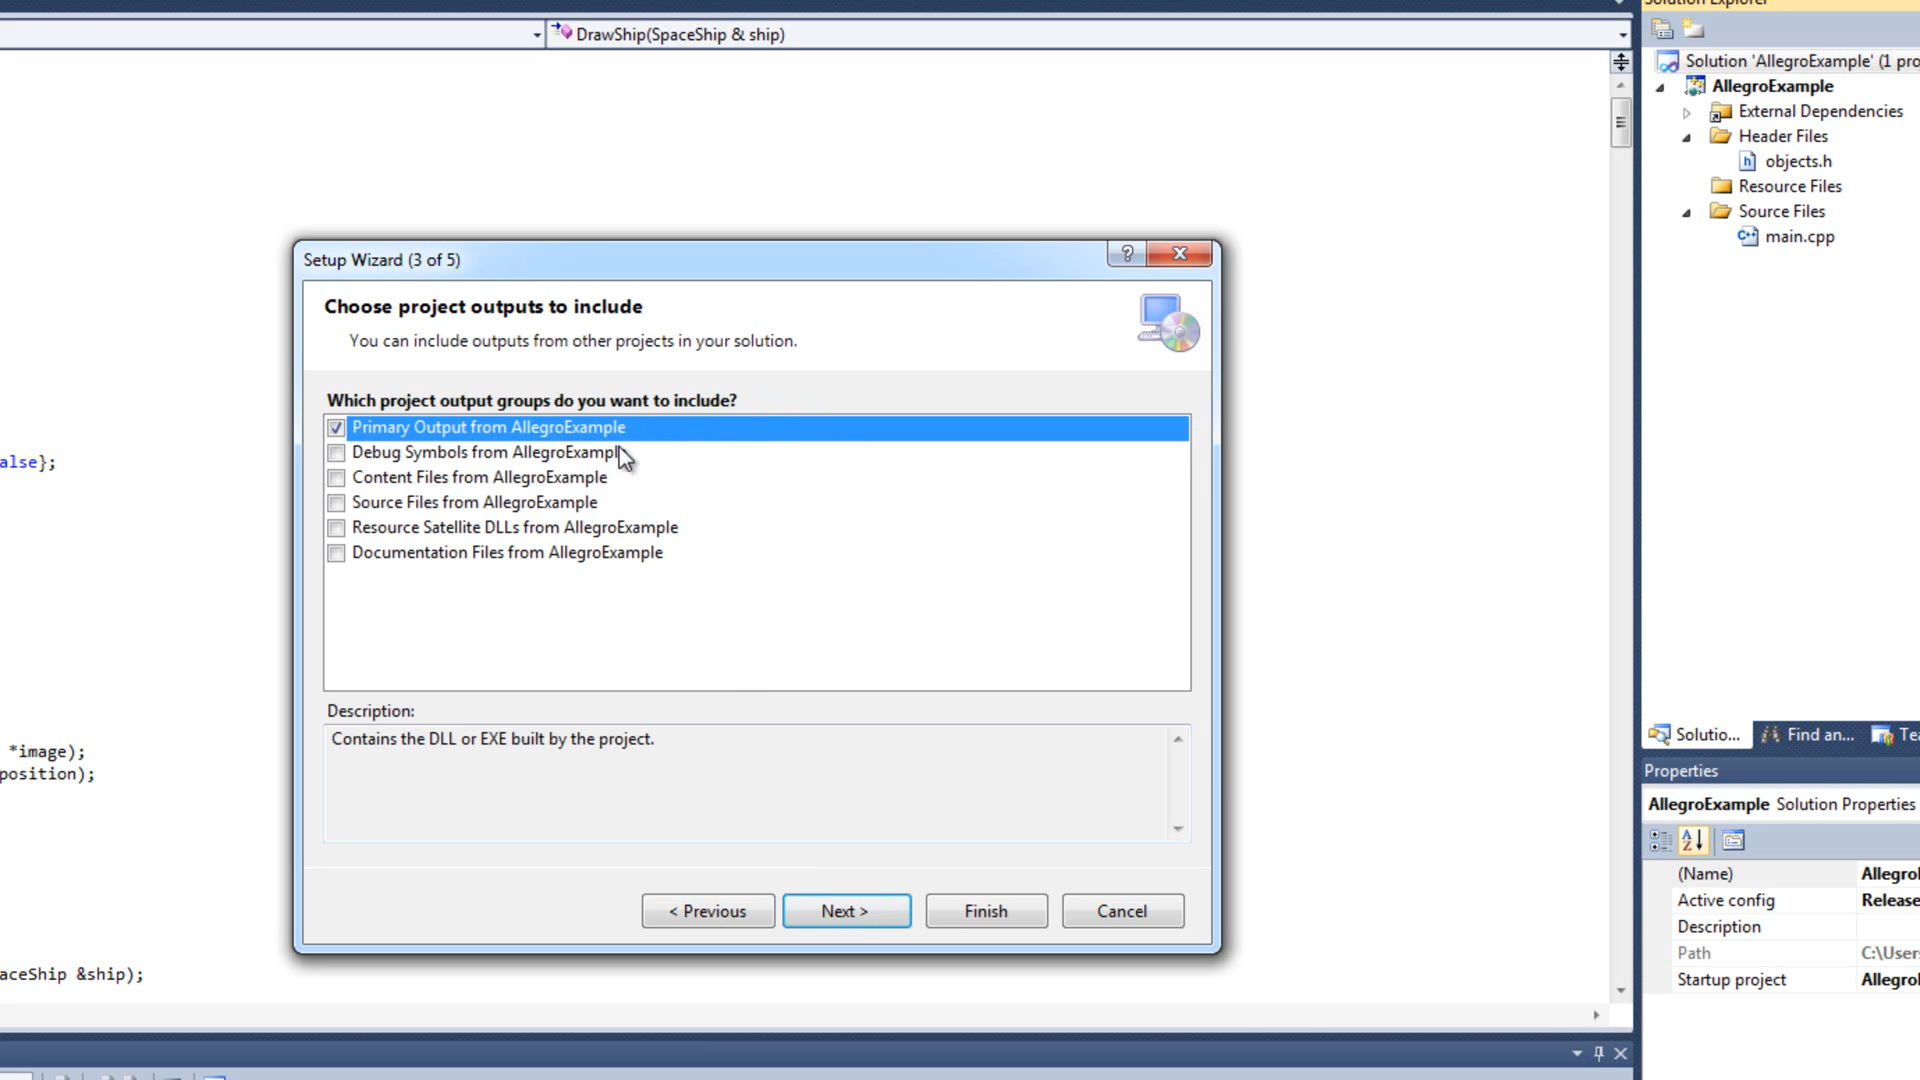 Solution Explorer
DrawShip(SpaceShip & ship)
Solution 'AllegroExample' (1 pro
AllegroExample
External Dependencies
Header Files
objects.h
Resource Files
Source Files
main.cpp
Setup Wizard (3 of 5)
Choose project outputs to include
You can include outputs from other projects in your solution.
Which project output groups do you want to include?
Primary Output from AllegroExample
Debug Symbols from AllegroExample
Content Files from AllegroExample
Source Files from AllegroExample
Resource Satellite DLLs from AllegroExample
Documentation Files from AllegroExample
Description:
Contains the DLL or EXE built by the project.
< Previous
Next >
Finish
Cancel
alse};
*image);
position);
aceShip &ship);
Solutio...
Find an...
Tea
Properties
AllegroExample Solution Properties
(Name) Allegro
Active config Release
Description
Path C:\Users
Startup project Allegro